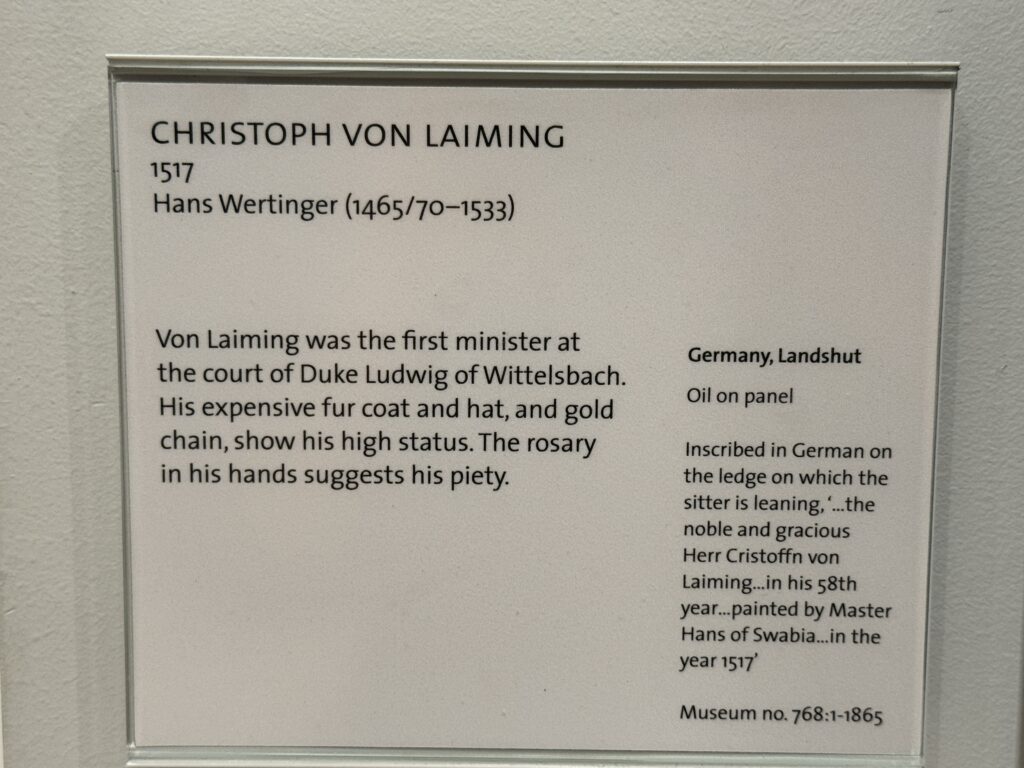 CHRISTOPH VON LAIMING
1517
Hans Wertinger (1465/70–1533)
Von Laiming was the first minister at
the court of Duke Ludwig of Wittelsbach.
His expensive fur coat and hat, and gold
chain, show his high status. The rosary
in his hands suggests his piety.
Germany, Landshut
Oil on panel
Inscribed in German on
the ledge on which the
sitter is leaning, ‘...the
noble and gracious
Herr Cristoffn von
Laiming...in his 58th
year...painted by Master
Hans of Swabia...in the
year 1517’
Museum no. 768:1-1865